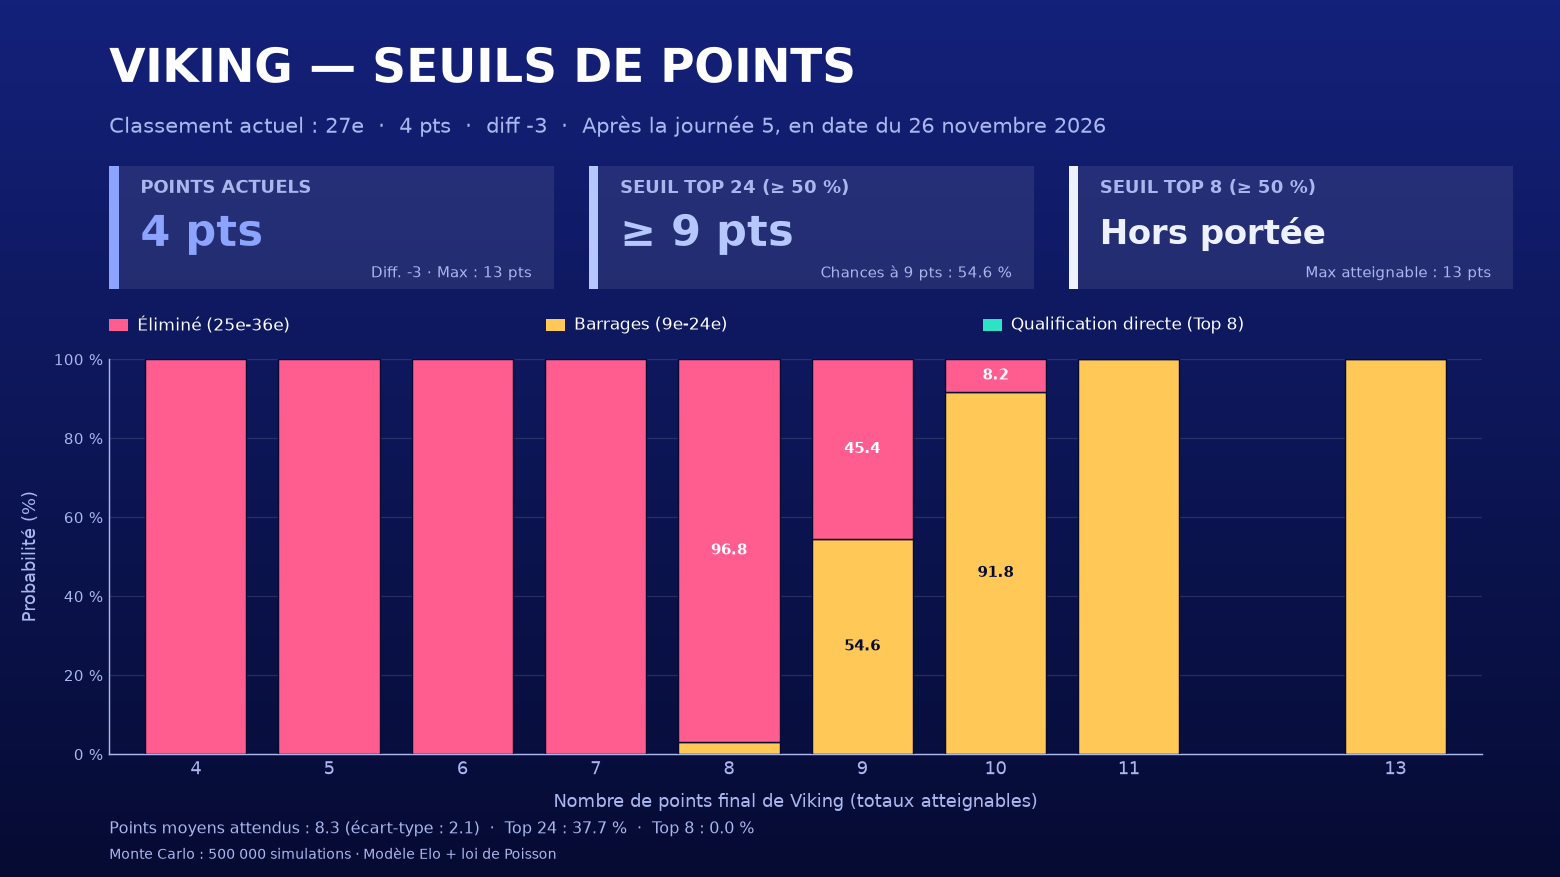 VIKING — SEUILS DE POINTS
Classement actuel : 27e · 4 pts · diff -3 · Après la journée 5, en date du 26 novembre 2026
POINTS ACTUELS
4 pts
Diff. -3 · Max : 13 pts
SEUIL TOP 24 (≥ 50 %)
≥ 9 pts
Chances à 9 pts : 54.6 %
SEUIL TOP 8 (≥ 50 %)
Hors portée
Max atteignable : 13 pts
Éliminé (25e-36e)
Barrages (9e-24e)
Qualification directe (Top 8)
Probabilité (%)
100 %
80 %
60 %
40 %
20 %
0 %
96.8
45.4
54.6
8.2
91.8
4 5 6 7 8 9 10 11 13
Nombre de points final de Viking (totaux atteignables)
Points moyens attendus : 8.3 (écart-type : 2.1) · Top 24 : 37.7 % · Top 8 : 0.0 %
Monte Carlo : 500 000 simulations · Modèle Elo + loi de Poisson